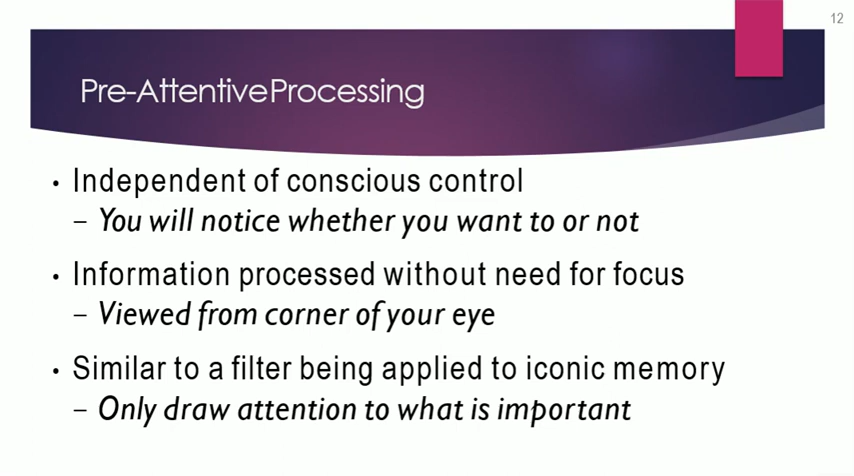 12
Pre-Attentive Processing
• Independent of conscious control
– You will notice whether you want to or not
• Information processed without need for focus
– Viewed from corner of your eye
• Similar to a filter being applied to iconic memory
– Only draw attention to what is important